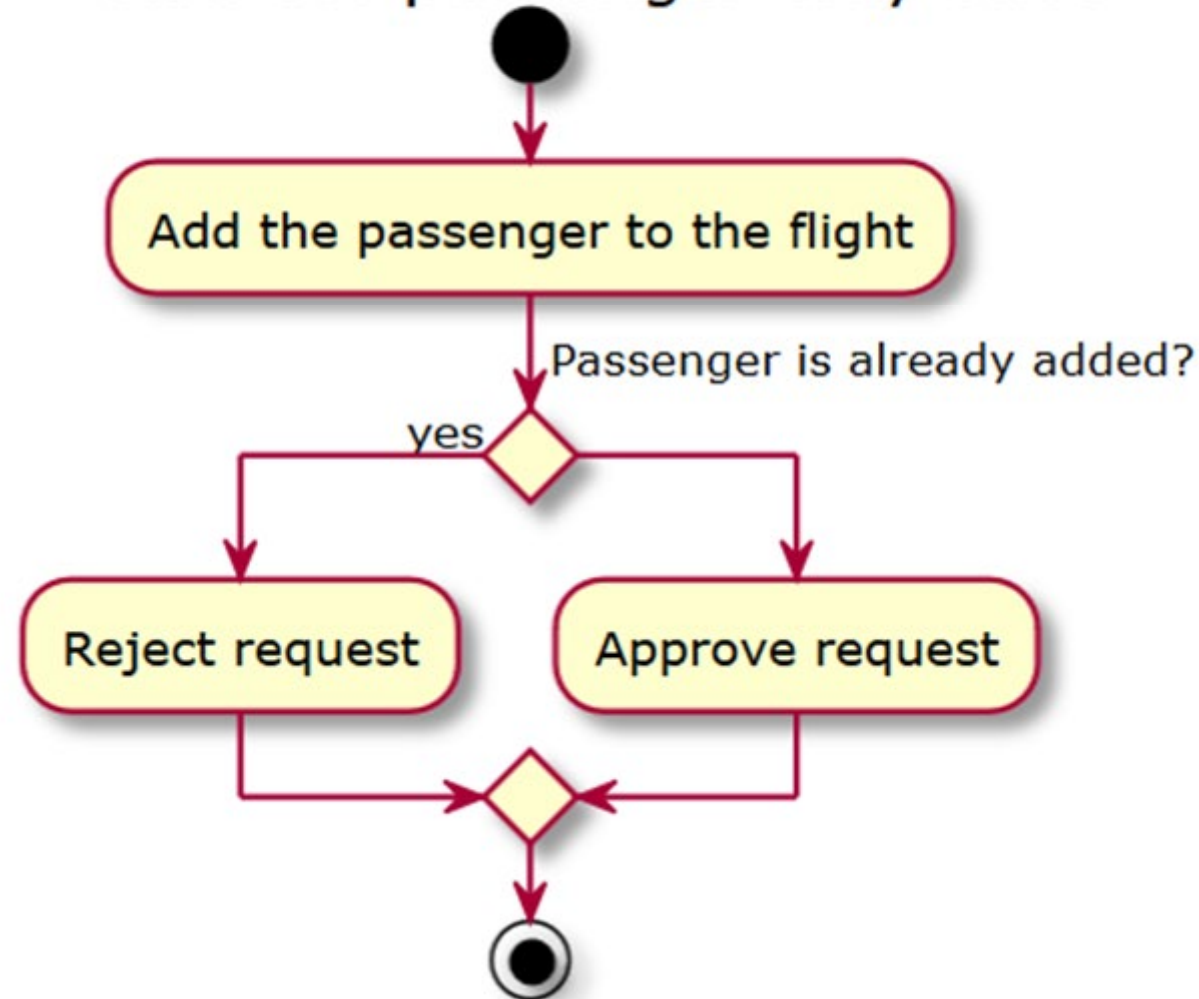 Add the passenger to the flight
Passenger is already added?
yes
Reject request
Approve request